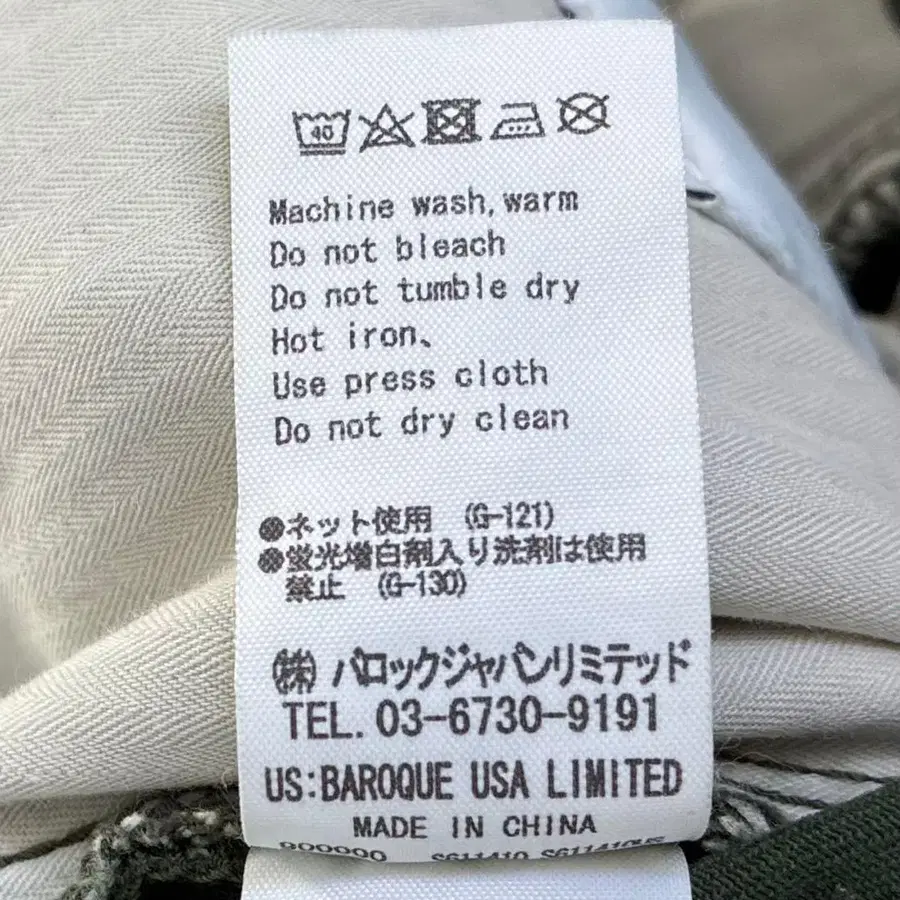 40
Machine wash, warm
Do not bleach
Do not tumble dry
Hot iron、
Use press cloth
Do not dry clean
●ネット使用 (G-121)
●蛍光増白剤入り洗剤は使用
禁止 (G-130)
㈱ バロックジャパンリミテッド
TEL. 03-6730-9191
US:BAROQUE USA LIMITED
MADE IN CHINA